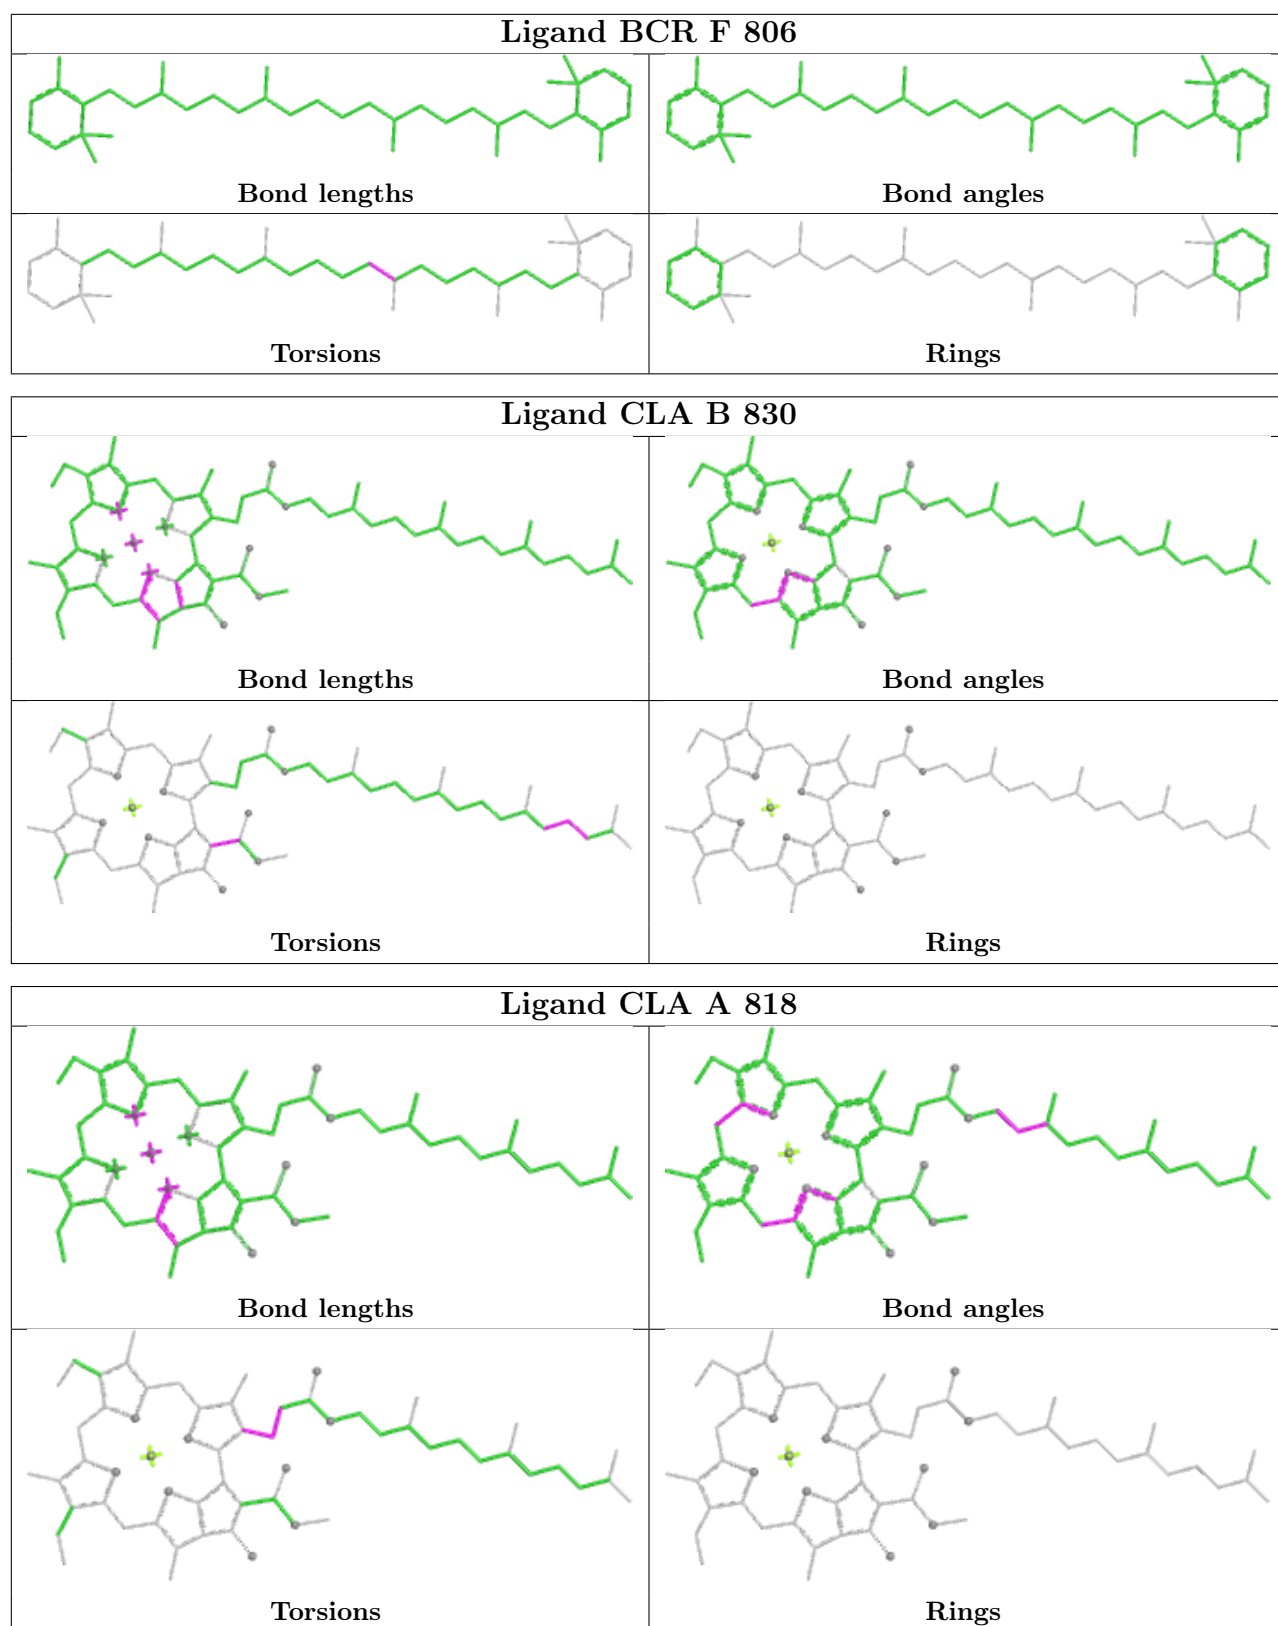 Ligand BCR F 806
Bond lengths
Bond angles
Torsions
Rings
Ligand CLA B 830
Bond lengths
Bond angles
Torsions
Rings
Ligand CLA A 818
Bond lengths
Bond angles
Torsions
Rings